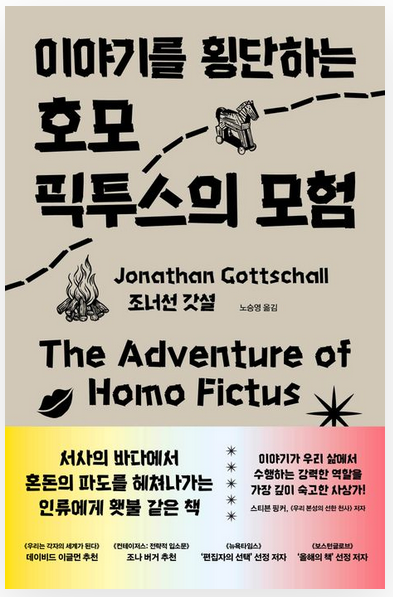 이야기를 횡단하는
호모
픽투스의 모험
Jonathan Gottschall
조너선 갓셜 노승영 옮김
The Adventure of
Homo Fictus
서사의 바다에서
혼돈의 파도를 헤쳐나가는
인류에게 횃불 같은 책
이야기가 우리 삶에서
수행하는 강력한 역할을
가장 깊이 숙고한 사상가!
스티븐 핑커, 《우리 본성의 선한 천사》 저자
《우리는 각자의 세계가 된다》
데이비드 이글먼 추천
《컨테이저스: 전략적 입소문》
조나 버거 추천
《뉴욕타임스》
'편집자의 선택' 선정 저자
《보스턴글로브》
'올해의 책' 선정 저자